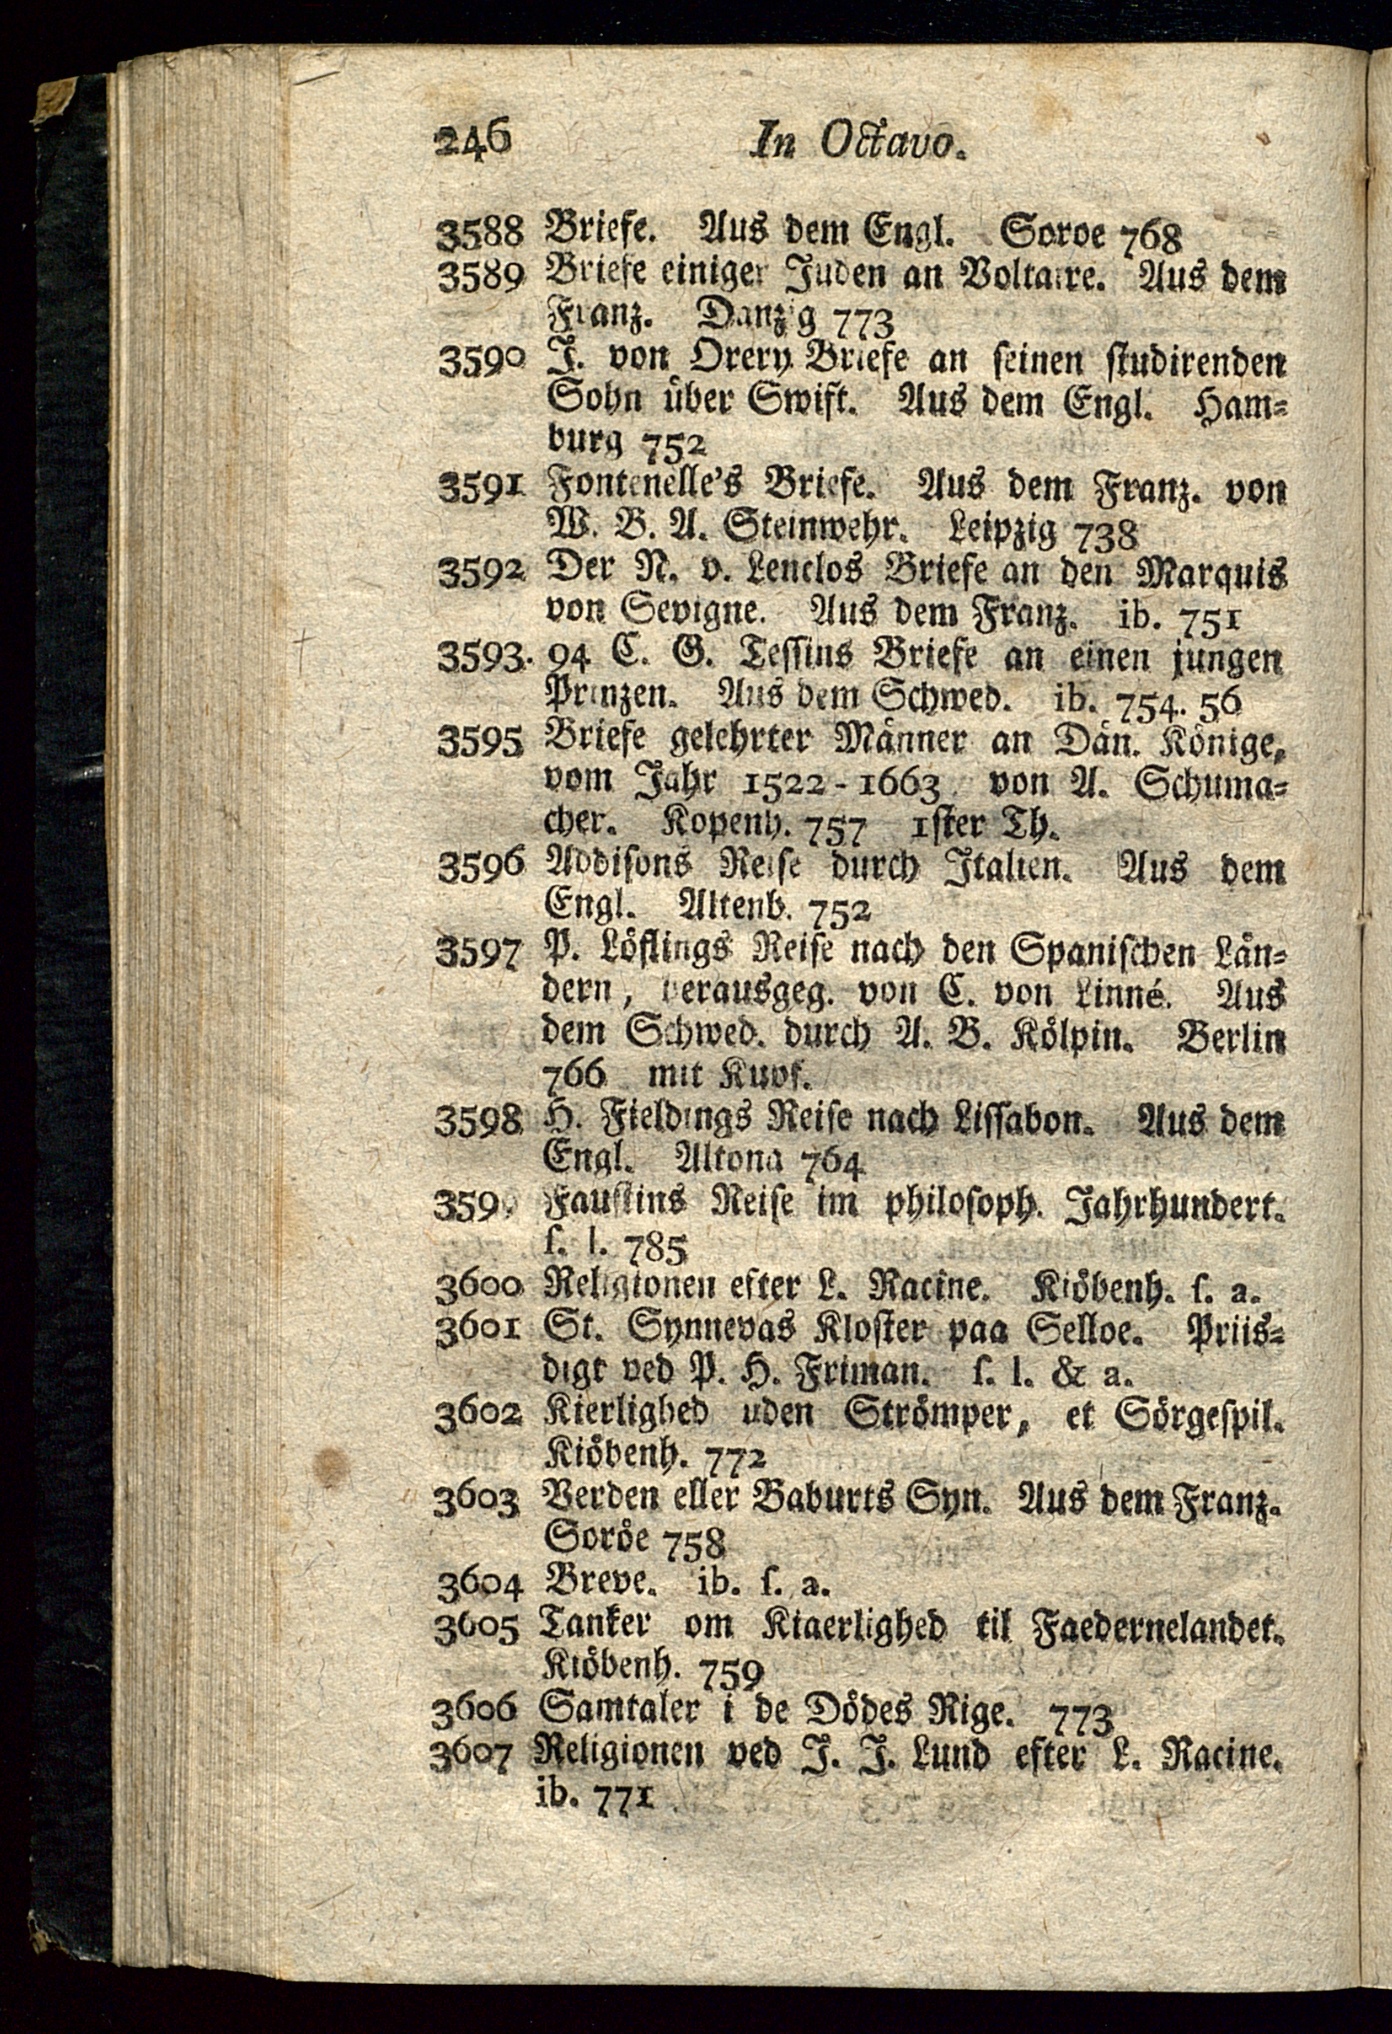 246 In Octavo.
3588 Briefe. Aus dem Engl. Soroe 768
3589 Briefe einiger Juden an Voltaire. Aus dem
Franz. Danzig 773
3590 J. von Orery Briefe an seinen studirenden
Sohn über Swift. Aus dem Engl. Ham-
burg 752
3591 Fontenelle's Briefe. Aus dem Franz. von
W. B. A. Steinwehr. Leipzig 738
3592 Der N. v. Lenclos Briefe an den Marquis
von Sevigne. Aus dem Franz. ib. 751
3593. 94 C. G. Tessins Briefe an einen jungen
Prinzen. Aus dem Schwed. ib. 754. 56
3595 Briefe gelehrter Männer an Dän. Könige,
vom Jahr 1522-1663 von A. Schuma-
cher. Kopenh. 757 1ster Th.
3596 Addisons Reise durch Italien. Aus dem
Engl. Altenb. 752
3597 P. Löflings Reise nach den Spanischen Län-
dern, herausgeg. von C. von Linné. Aus
dem Schwed. durch A. B. Kölpin. Berlin
766 mit Kupf.
3598 H. Fieldings Reise nach Lissabon. Aus dem
Engl. Altona 764
3599 Faustins Reise im philosoph. Jahrhundert.
s. l. 785
3600 Religionen efter L. Racine. Kiöbenh. s. a.
3601 St. Synnevas Kloster paa Selloe. Priis-
digt ved P. H. Friman. s. l. & a.
3602 Kierlighed uden Strömper, et Sörgespil.
Kiöbenh. 772
3603 Verden eller Baburts Syn. Aus dem Franz.
Soröe 758
3604 Breve. ib. s. a.
3605 Tanker om Kiaerlighed til Faedernelandet.
Kiöbenh. 759
3606 Samtaler i de Dödes Rige. 773
3607 Religionen ved J. J. Lund efter L. Racine.
ib. 771